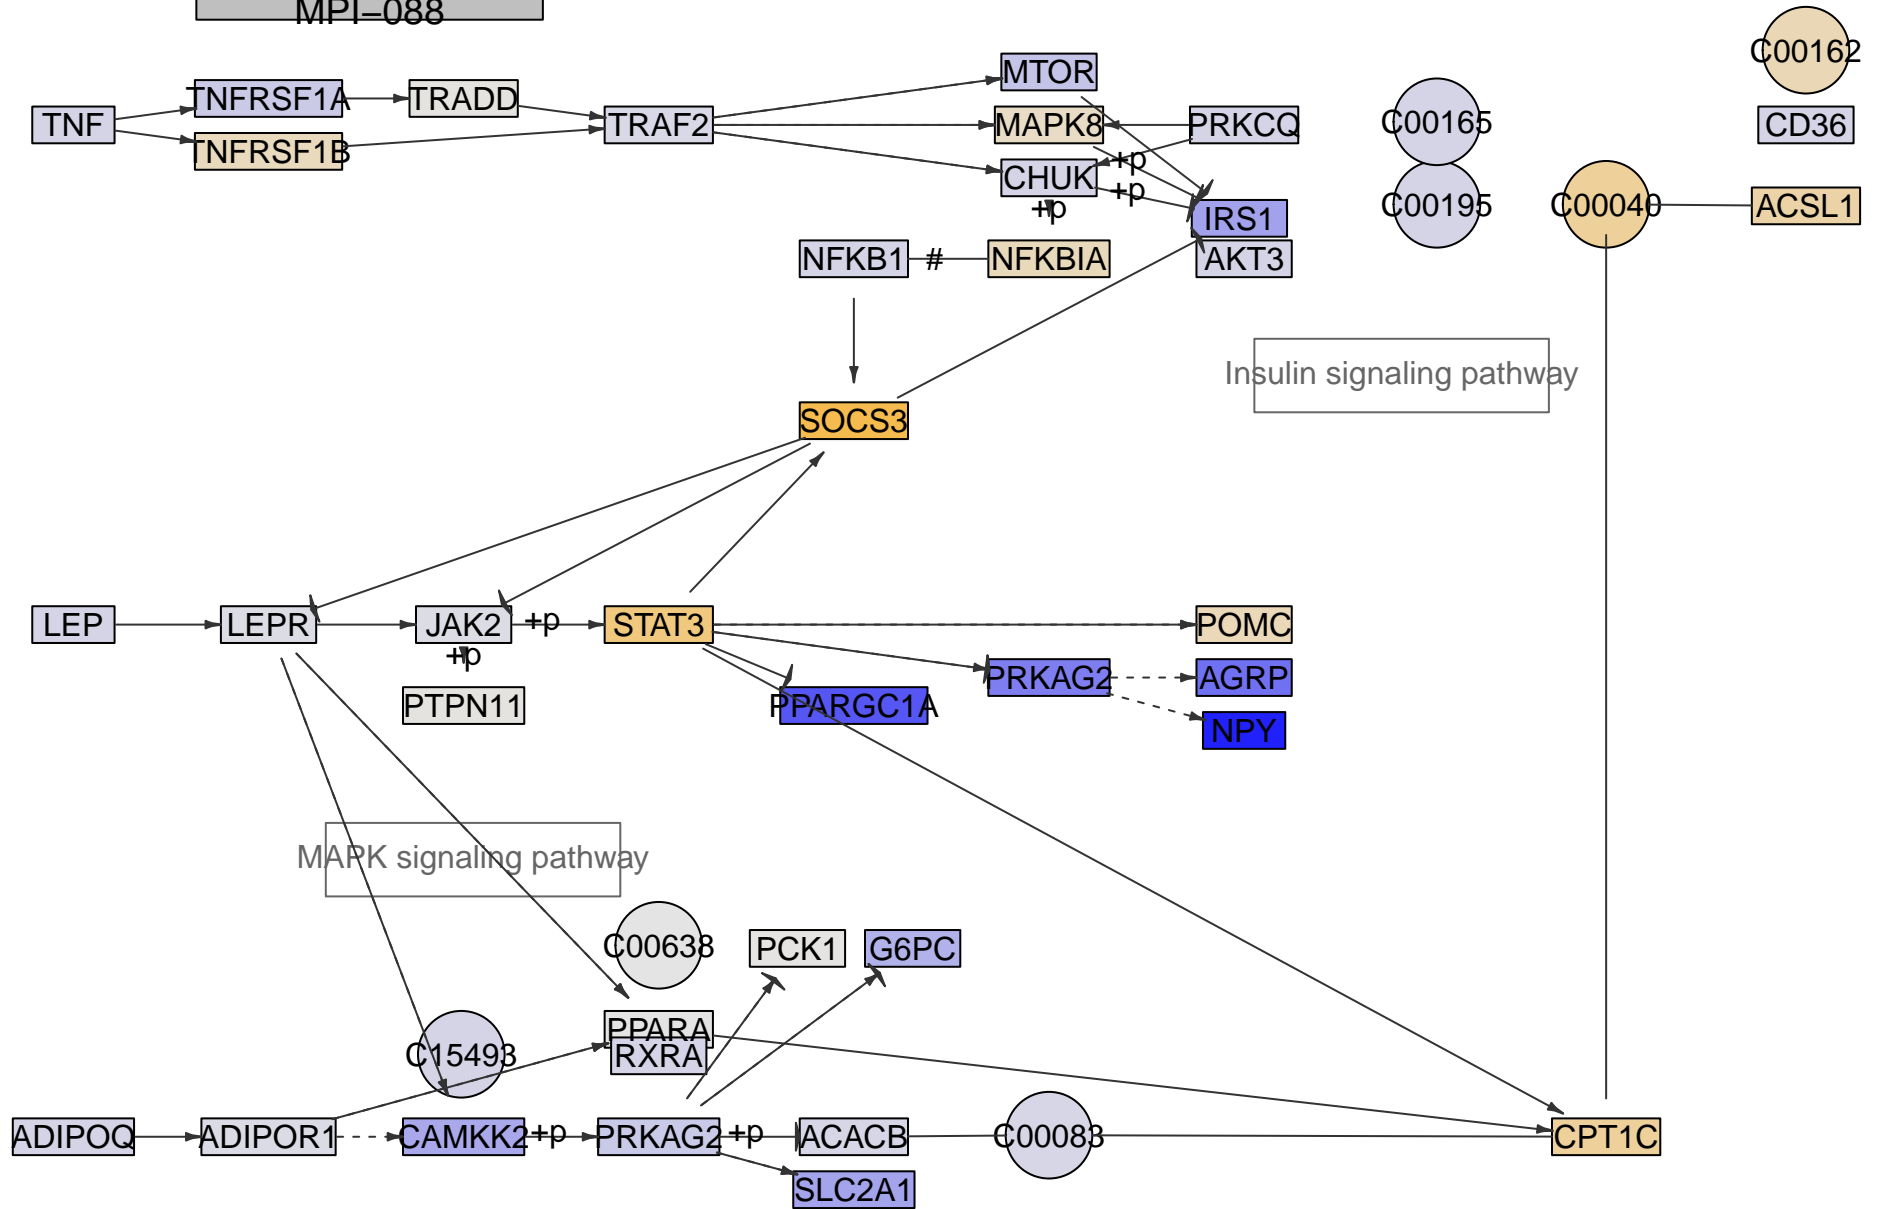 MPI–088
C00162
MTOR
TNFRSF1A
TRADD
TNF
TRAF2
MAPK8
PRKCQ
C00165
CD36
TNFRSF1B
+p
CHUK
+p
+p
IRS1
C00195
C00040
ACSL1
NFKB1
#
NFKBIA
AKT3
Insulin signaling pathway
SOCS3
LEP
LEPR
JAK2
+p
STAT3
POMC
+p
PRKAG2
AGRP
PTPN11
PPARGC1A
NPY
MAPK signaling pathway
C00638
PCK1
G6PC
PPARA
RXRA
C15493
ADIPOQ
ADIPOR1
CAMKK2
+p
PRKAG2
+p
ACACB
C00083
CPT1C
SLC2A1